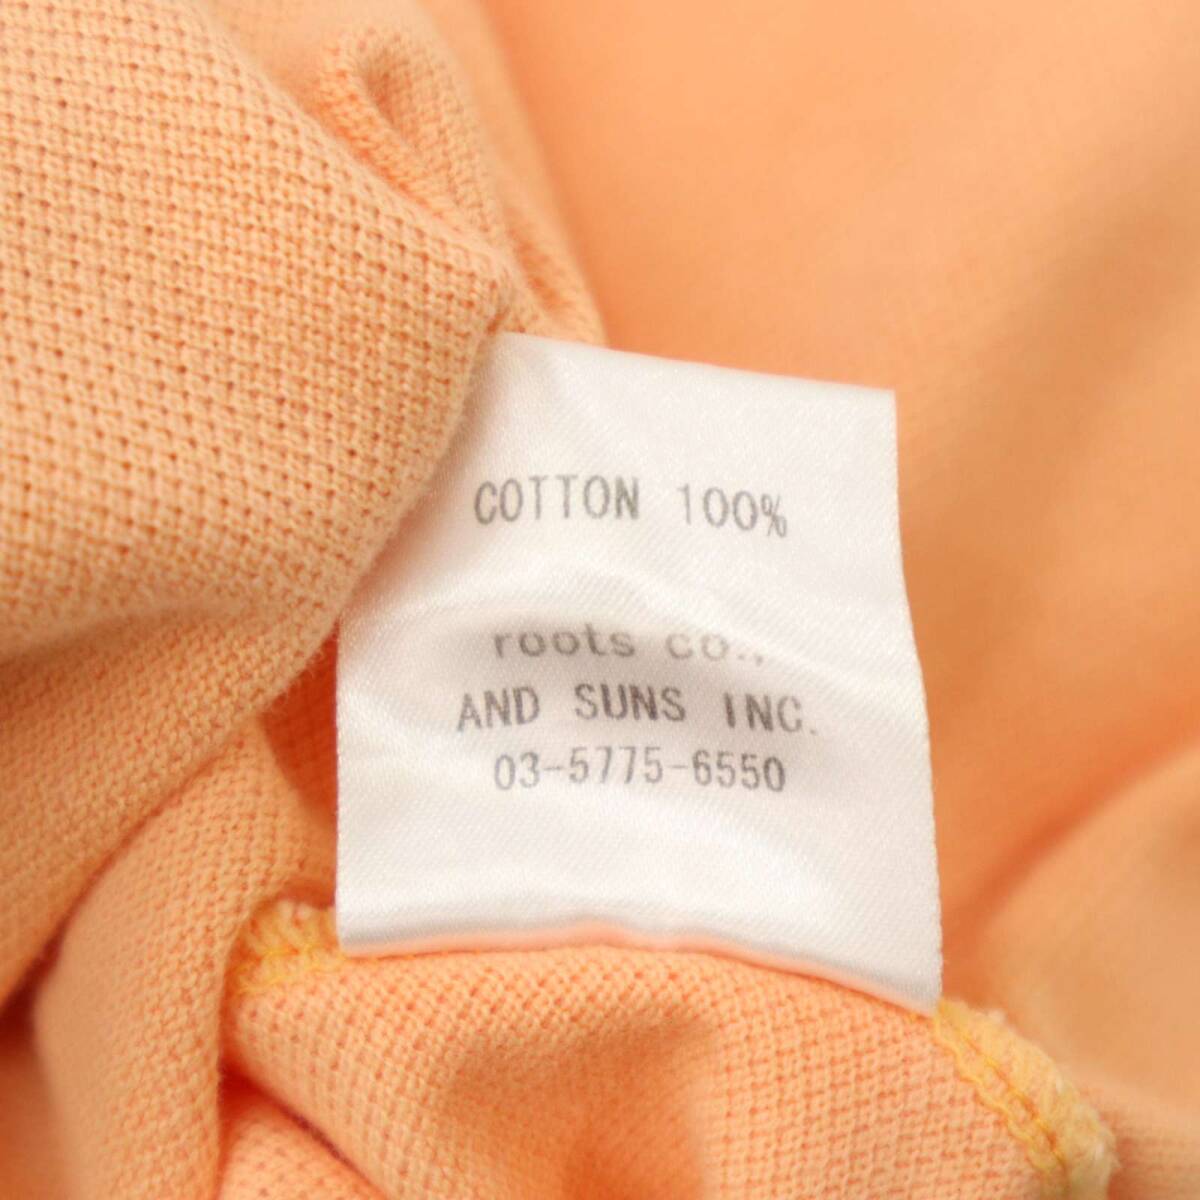 COTTON 100%
roots co.,
AND SUNS INC.
03-5775-6550